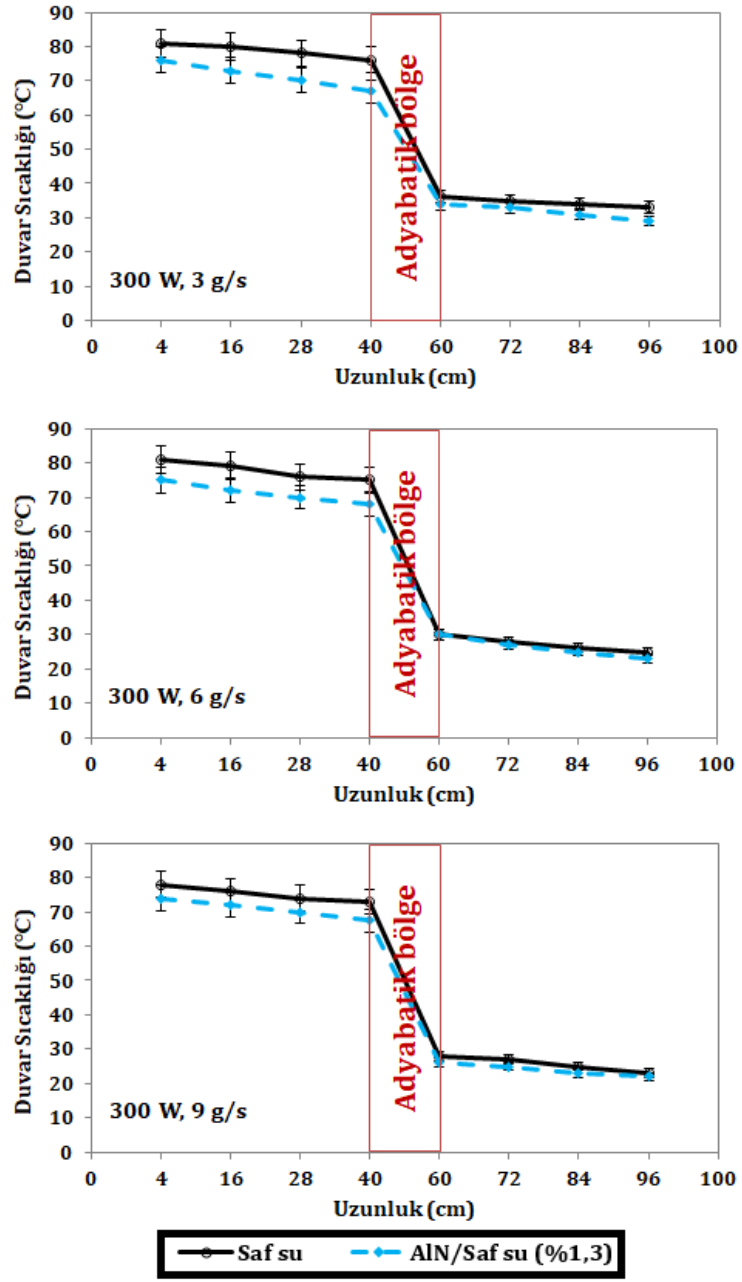 90
80
70
60
50
40
30
20
10
0
Duvar Sıcaklığı (°C)
Adyabatik bölge
300 W, 3 g/s
0 4 16 28 40 60 72 84 96 100
Uzunluk (cm)
90
80
70
60
50
40
30
20
10
0
Duvar Sıcaklığı (°C)
Adyabatik bölge
300 W, 6 g/s
0 4 16 28 40 60 72 84 96 100
Uzunluk (cm)
90
80
70
60
50
40
30
20
10
0
Duvar Sıcaklığı (°C)
Adyabatik bölge
300 W, 9 g/s
0 4 16 28 40 60 72 84 96 100
Uzunluk (cm)
Saf su AlN/Saf su (%1,3)